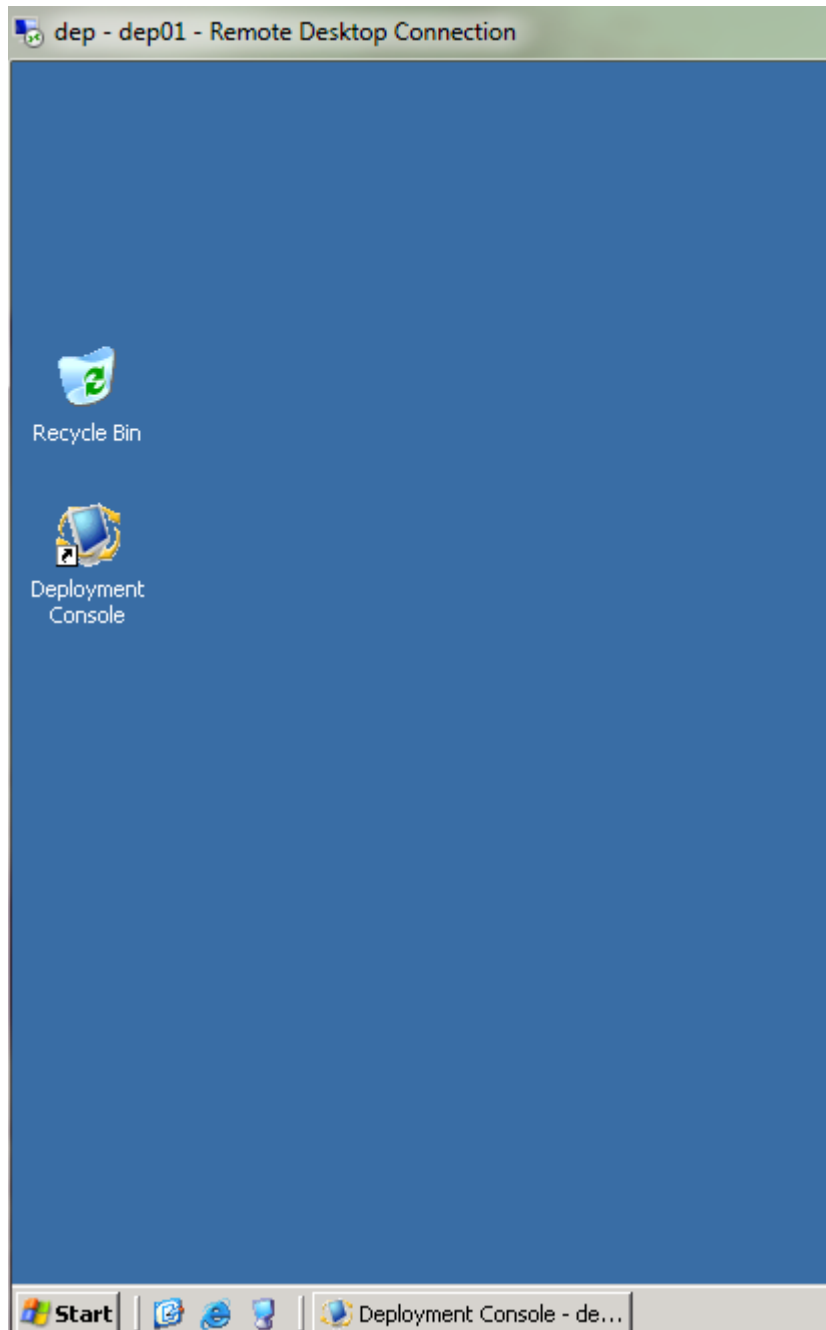 dep - dep01 - Remote Desktop Connection
Recycle Bin
Deployment
Console
Start
Deployment Console - de...